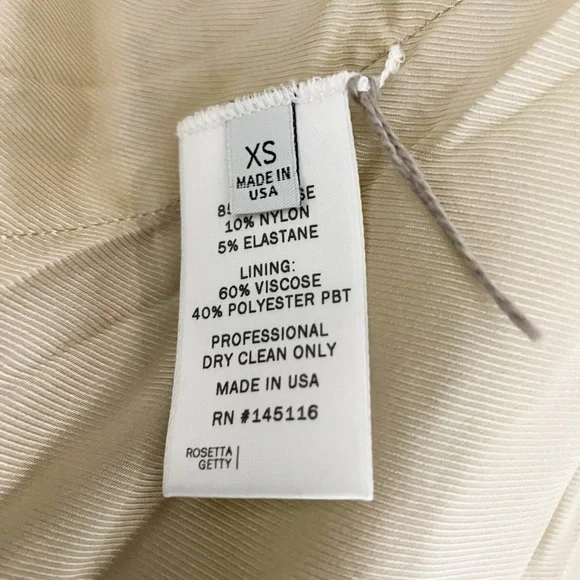 XS
MADE IN
USA
10% NYLON
5% ELASTANE
LINING:
60% VISCOSE
40% POLYESTER PBT
PROFESSIONAL
DRY CLEAN ONLY
MADE IN USA
RN #145116
ROSETTA
GETTY